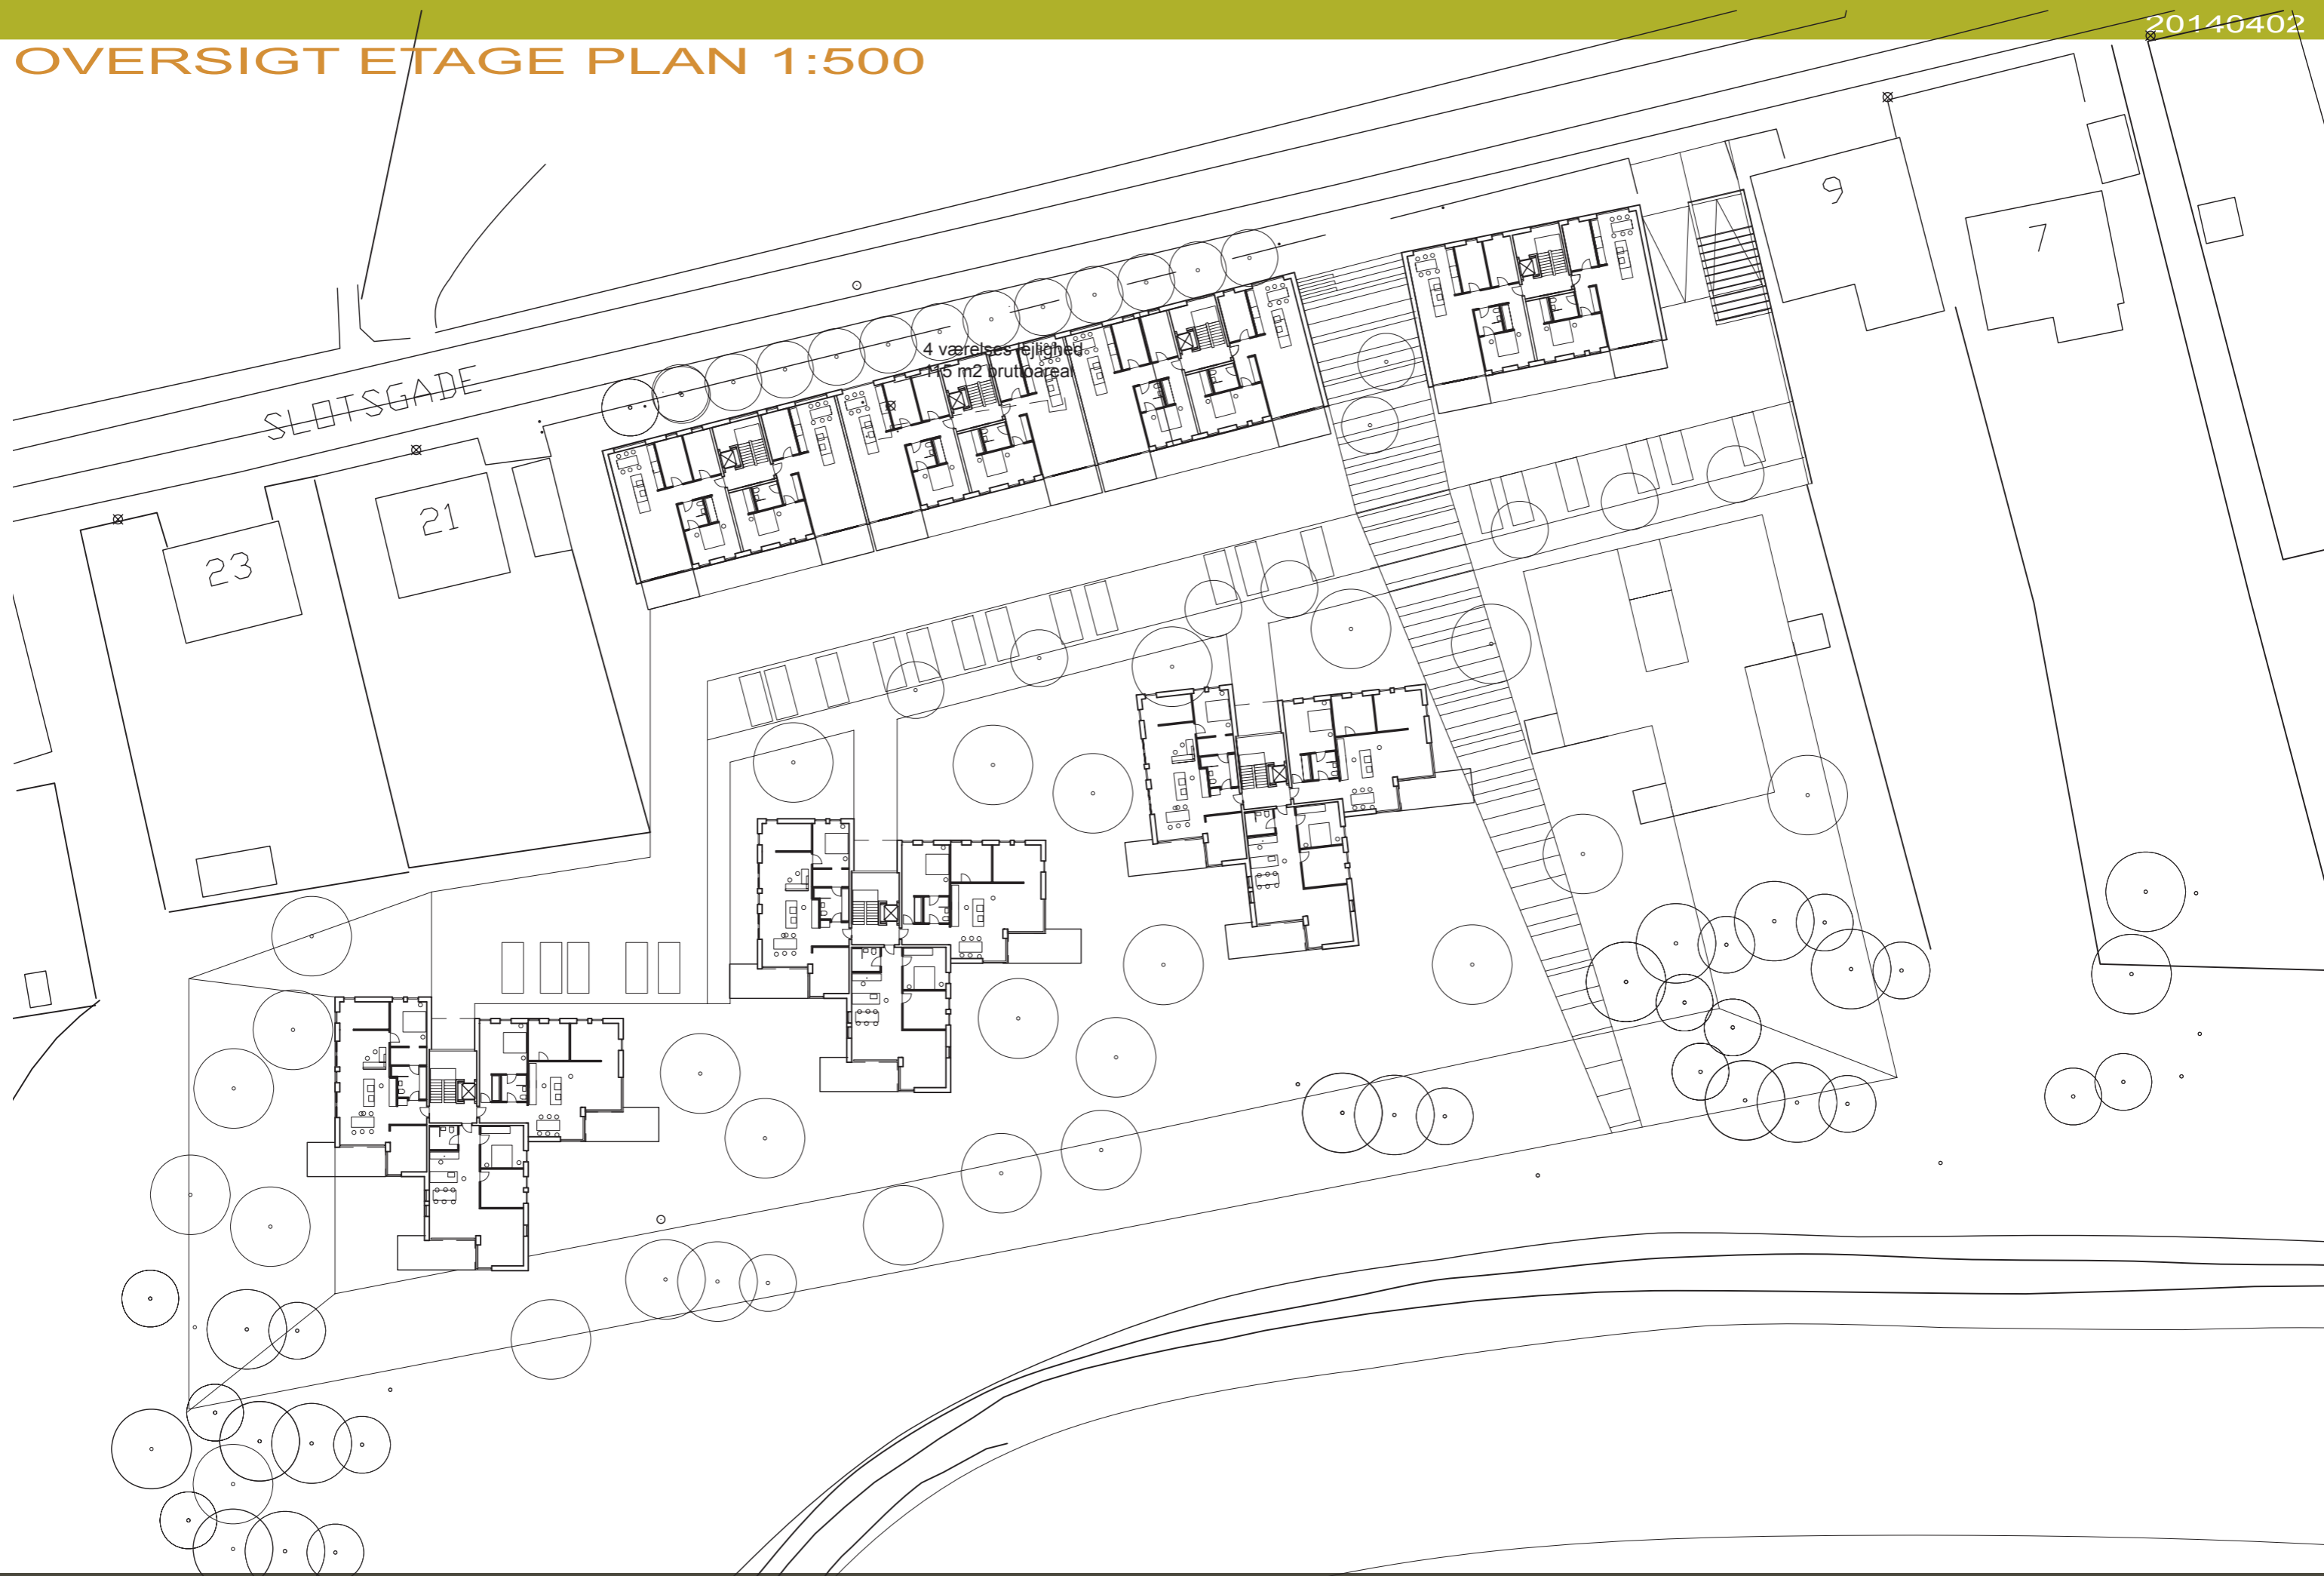 20140402
OVERSIGT ETAGE PLAN 1:500
9
7
4 værelses lejlighed
115 m2 bruttoareal
SLOTSGADE
21
23